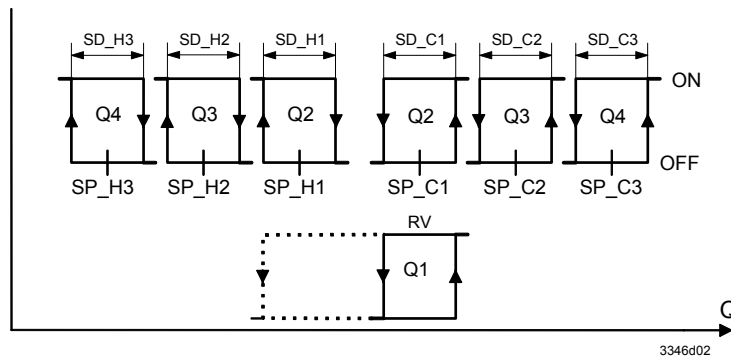 SD_H3 SD_H2 SD_H1 SD_C1 SD_C2 SD_C3
ON
Q4 Q3 Q2 Q2 Q3 Q4
OFF
SP_H3 SP_H2 SP_H1 SP_C1 SP_C2 SP_C3
RV
Q1
Q
3346d02